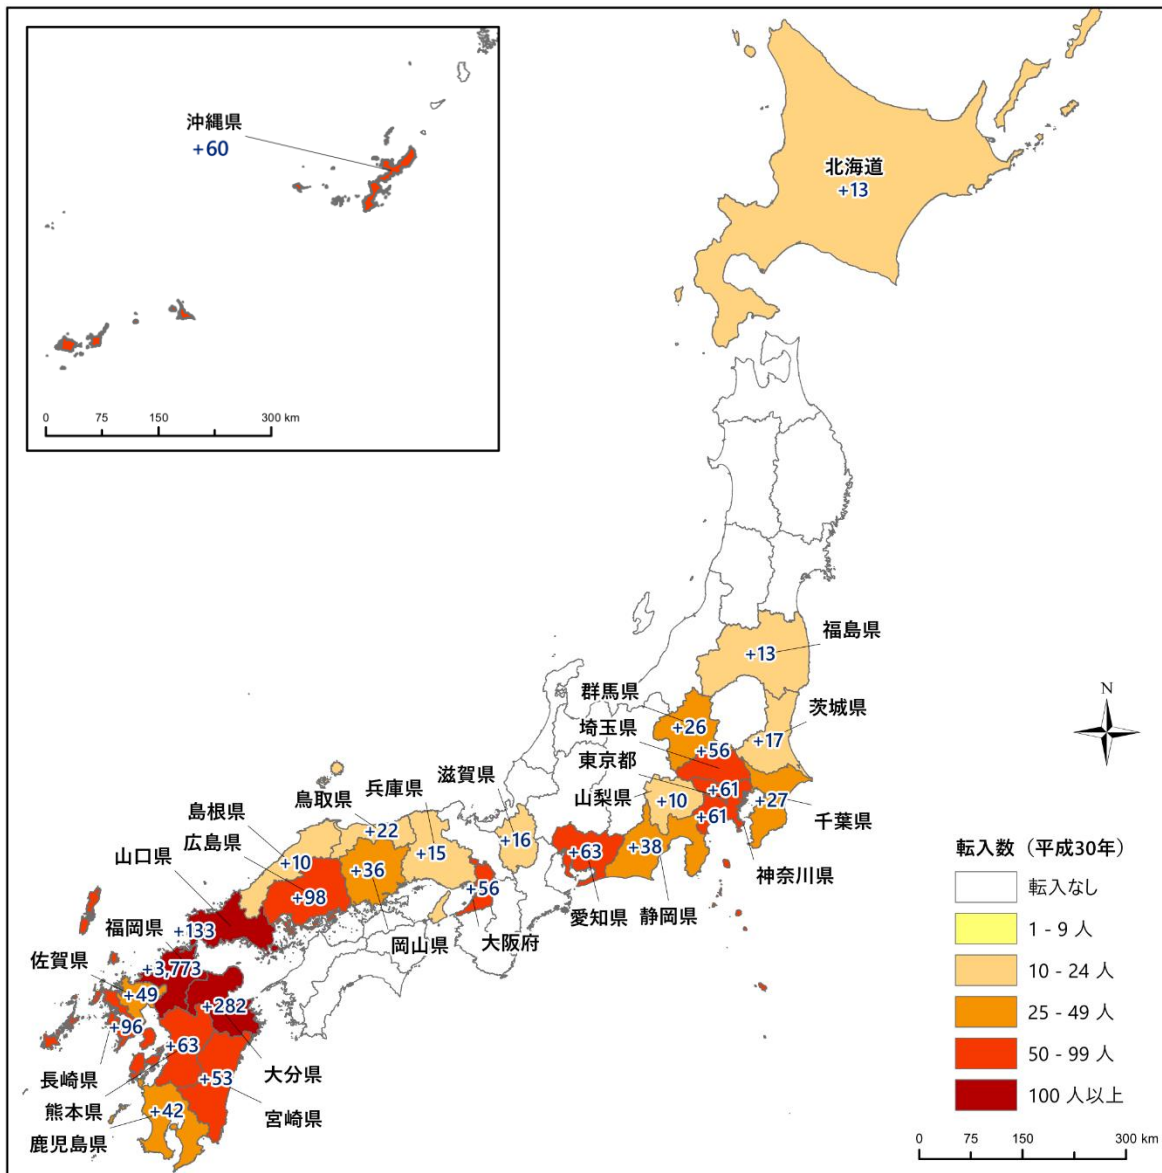 沖縄県
+60
0 75 150 300 km
北海道
+13
福島県
+13
群馬県
+26
茨城県
+17
埼玉県
+56
東京都
+61
山梨県
+10
千葉県
+27
神奈川県
+61
静岡県
+38
愛知県
+63
滋賀県
+16
兵庫県
+15
大阪府
+56
鳥取県
+22
島根県
+10
岡山県
+36
広島県
+98
山口県
+133
福岡県
+3,773
佐賀県
+49
長崎県
+96
大分県
+282
熊本県
+63
宮崎県
+53
鹿児島県
+42
N
転入数（平成30年）
転入なし
1 - 9 人
10 - 24 人
25 - 49 人
50 - 99 人
100 人以上
0 75 150 300 km